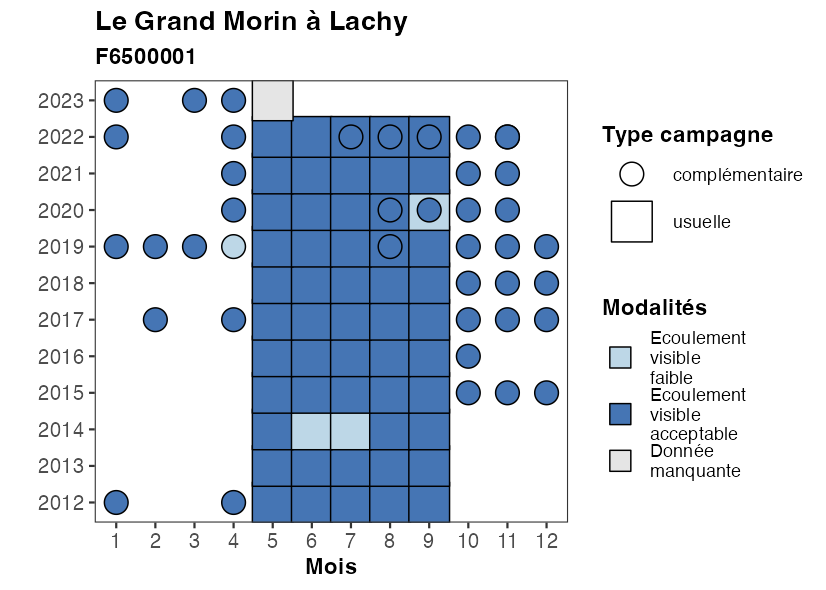 Le Grand Morin à Lachy
F6500001
2023
2022
2021
2020
2019
2018
2017
2016
2015
2014
2013
2012
1 2 3 4 5 6 7 8 9 10 11 12
Mois
Type campagne
complémentaire
usuelle
Modalités
Ecoulement
visible
faible
Ecoulement
visible
acceptable
Donnée
manquante